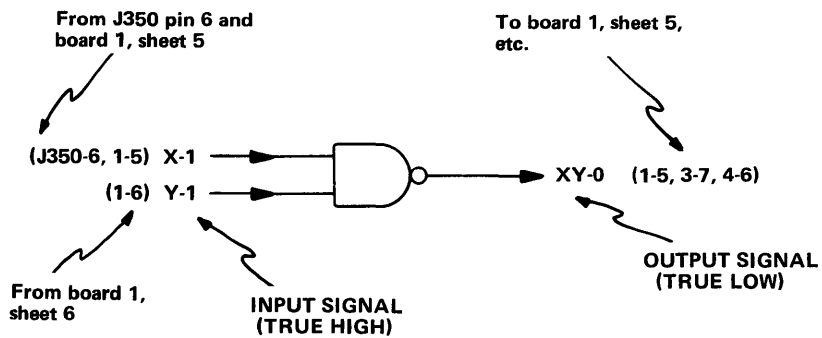 From J350 pin 6 and
board 1, sheet 5
To board 1, sheet 5,
etc.
(J350-6, 1-5) X-1
(1-6) Y-1
XY-0 (1-5, 3-7, 4-6)
From board 1,
sheet 6
INPUT SIGNAL
(TRUE HIGH)
OUTPUT SIGNAL
(TRUE LOW)